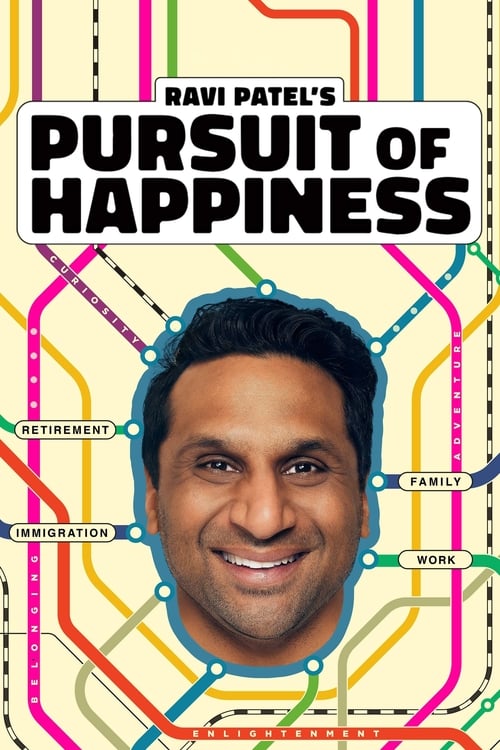 RAVI PATEL'S
PURSUIT OF
HAPPINESS
CURIOSITY
ADVENTURE
RETIREMENT
FAMILY
IMMIGRATION
WORK
BELONGING
ENLIGHTENMENT